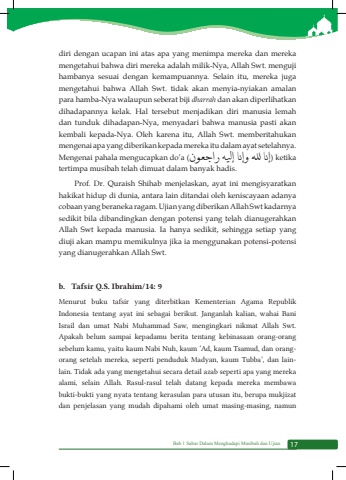 diri dengan ucapan ini atas apa yang menimpa mereka dan mereka
mengetahui bahwa diri mereka adalah milik-Nya, Allah Swt. menguji
hambanya sesuai dengan kemampuannya. Selain itu, mereka juga
mengetahui bahwa Allah Swt. tidak akan menyia-nyiakan amalan
para hamba-Nya walaupun seberat biji dharrah dan akan diperlihatkan
dihadapannya kelak. Hal tersebut menjadikan diri manusia lemah
dan tunduk dihadapan-Nya, menyadari bahwa manusia pasti akan
kembali kepada-Nya. Oleh karena itu, Allah Swt. memberitahukan
mengenai apa yang diberikan kepada mereka itu dalam ayat setelahnya.
Mengenai pahala mengucapkan do'a (إنا لله وإنا إليه راجعون) ketika
tertimpa musibah telah dimuat dalam banyak hadis.
Prof. Dr. Quraish Shihab menjelaskan, ayat ini mengisyaratkan
hakikat hidup di dunia, antara lain ditandai oleh keniscayaan adanya
cobaan yang beraneka ragam. Ujian yang diberikan Allah Swt kadarnya
sedikit bila dibandingkan dengan potensi yang telah dianugerahkan
Allah Swt kepada manusia. Ia hanya sedikit, sehingga setiap yang
diuji akan mampu memikulnya jika ia menggunakan potensi-potensi
yang dianugerahkan Allah Swt.
b. Tafsir Q.S. Ibrahim/14: 9
Menurut buku tafsir yang diterbitkan Kementerian Agama Republik
Indonesia tentang ayat ini sebagai berikut. Janganlah kalian, wahai Bani
Israil dan umat Nabi Muhammad Saw, mengingkari nikmat Allah Swt.
Apakah belum sampai kepadamu berita tentang kebinasaan orang-orang
sebelum kamu, yaitu kaum Nabi Nuh, kaum 'Ad, kaum Tsamud, dan orang-
orang setelah mereka, seperti penduduk Madyan, kaum Tubba', dan lain-
lain. Tidak ada yang mengetahui secara detail azab seperti apa yang mereka
alami, selain Allah. Rasul-rasul telah datang kepada mereka membawa
bukti-bukti yang nyata tentang kerasulan para utusan itu, berupa mukjizat
dan penjelasan yang mudah dipahami oleh umat masing-masing, namun
Bab 1 Sabar Dalam Menghadapi Musibah dan Ujian 17